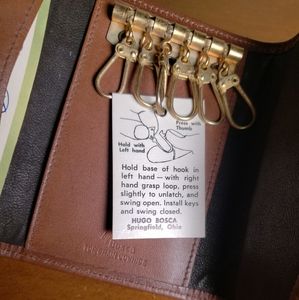 Press with
Thumb
Hold with
Left hand
Hold base of hook in
left hand — with right
hand grasp loop, press
slightly to unlatch, and
swing open. Install keys
and swing closed.
HUGO BOSCA
Springfield, Ohio